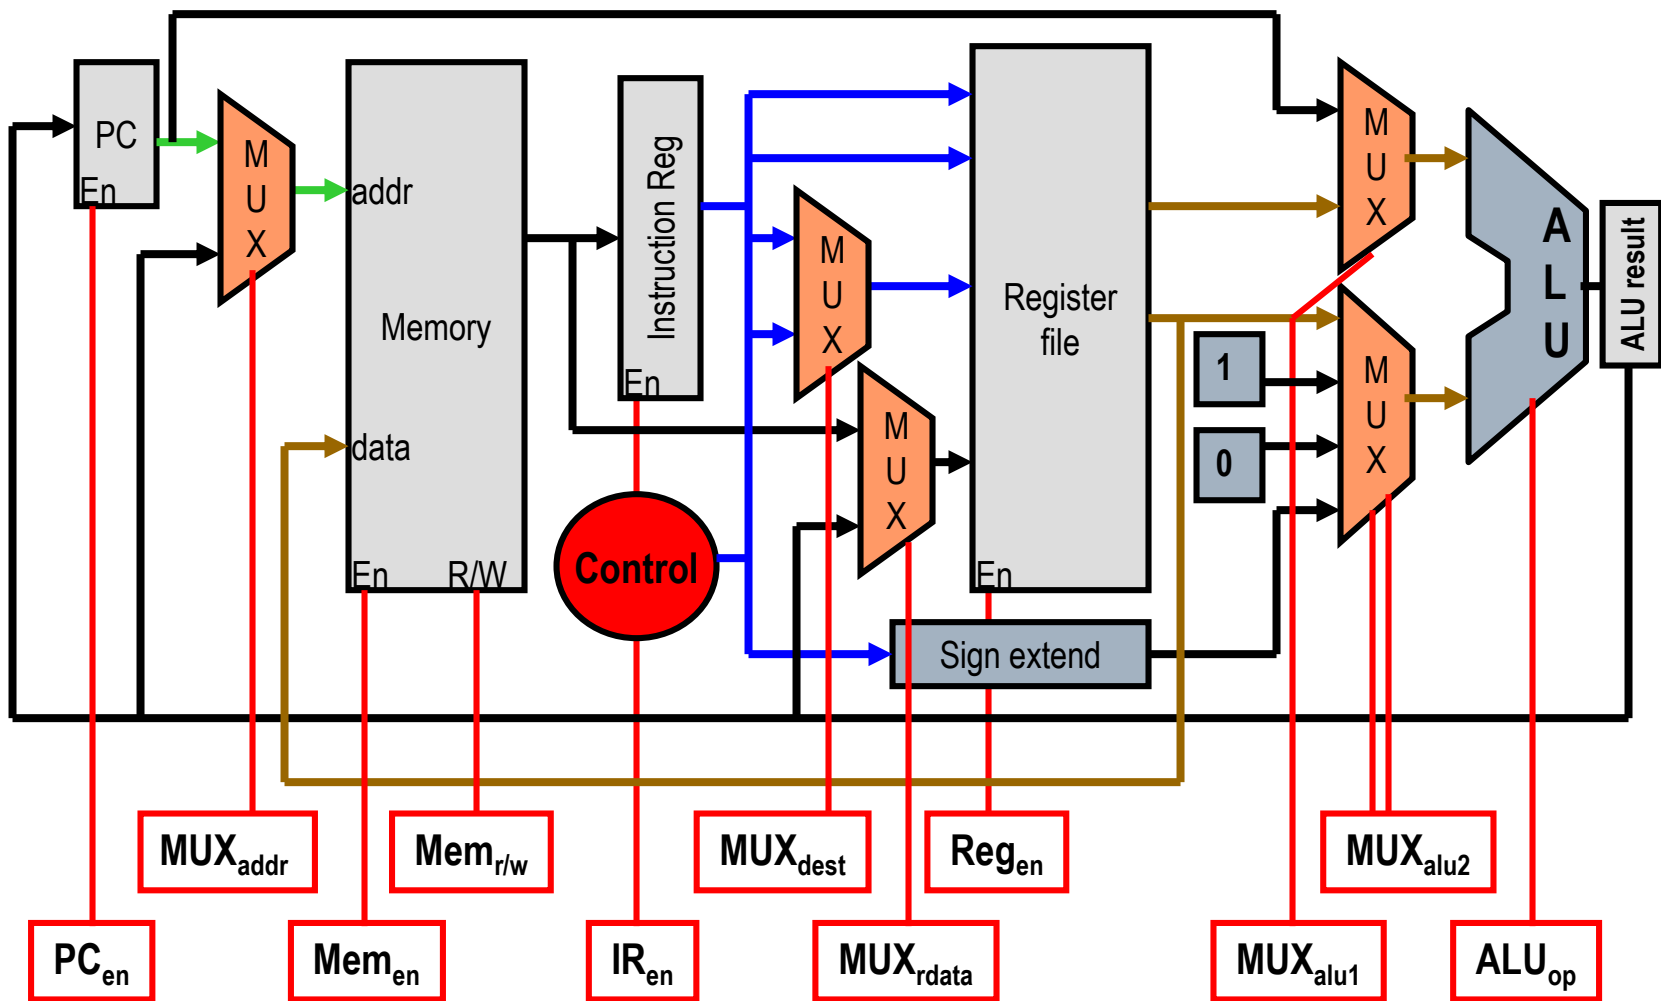 PC
En
M
U
X
addr
Memory
data
En
R/W
Instruction Reg
En
Control
M
U
X
M
U
X
Register
file
En
Sign extend
1
0
M
U
X
M
U
X
A
L
U
ALU result
MUXaddr
Memr/w
MUXdest
Regen
MUXalu2
PCen
Memen
IRen
MUXrdata
MUXalu1
ALUop